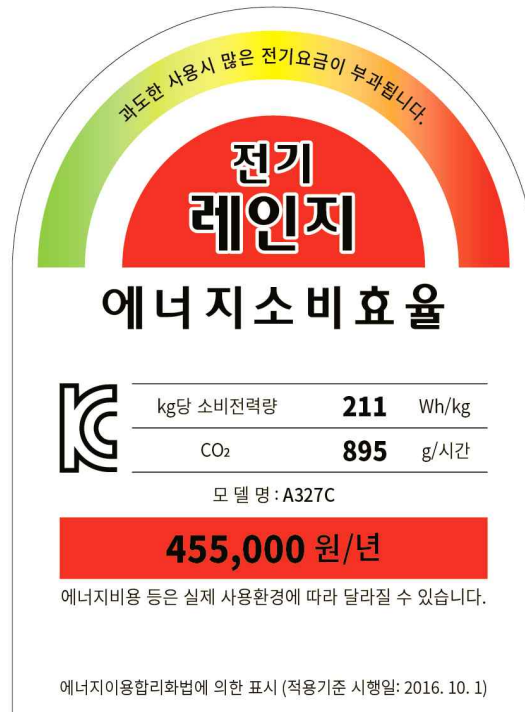 과도한 사용시 많은 전기요금이 부과됩니다.
전기
레인지
에너지소비효율
kg당 소비전력량 211 Wh/kg
CO₂ 895 g/시간
모 델 명 : A327C
455,000 원/년
에너지비용 등은 실제 사용환경에 따라 달라질 수 있습니다.
에너지이용합리화법에 의한 표시 (적용기준 시행일: 2016. 10. 1)